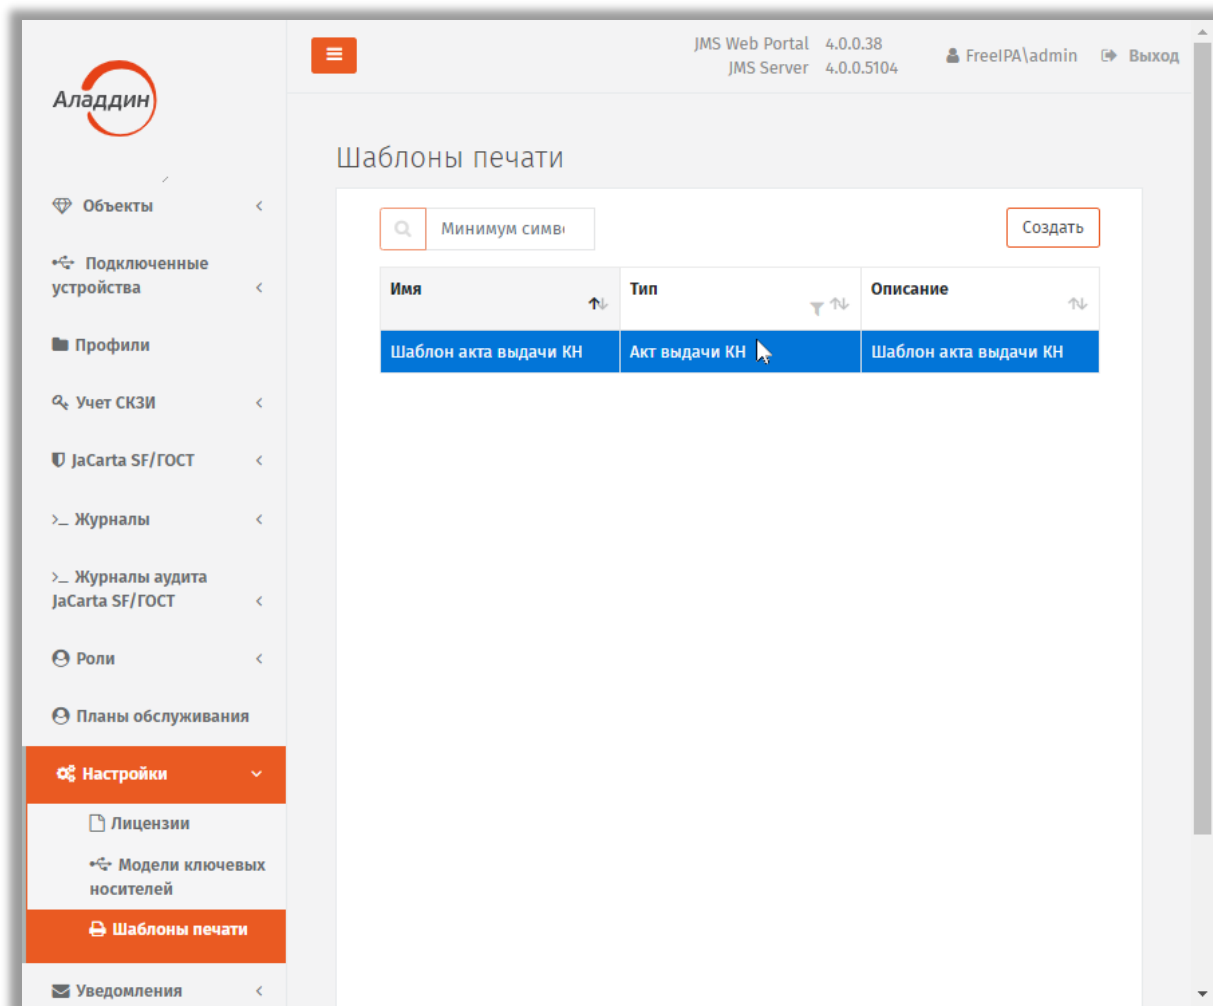 JMS Web Portal 4.0.0.38
JMS Server 4.0.0.5104
FreeIPA\admin
Выход
Аладдин
Объекты
Подключенные
устройства
Профили
Учет СКЗИ
JaCarta SF/ГОСТ
>_ Журналы
>_ Журналы аудита
JaCarta SF/ГОСТ
Роли
Планы обслуживания
Настройки
Лицензии
Модели ключевых
носителей
Шаблоны печати
Уведомления
Шаблоны печати
Минимум симв
Создать
Имя Тип Описание
Шаблон акта выдачи КН Акт выдачи КН Шаблон акта выдачи КН